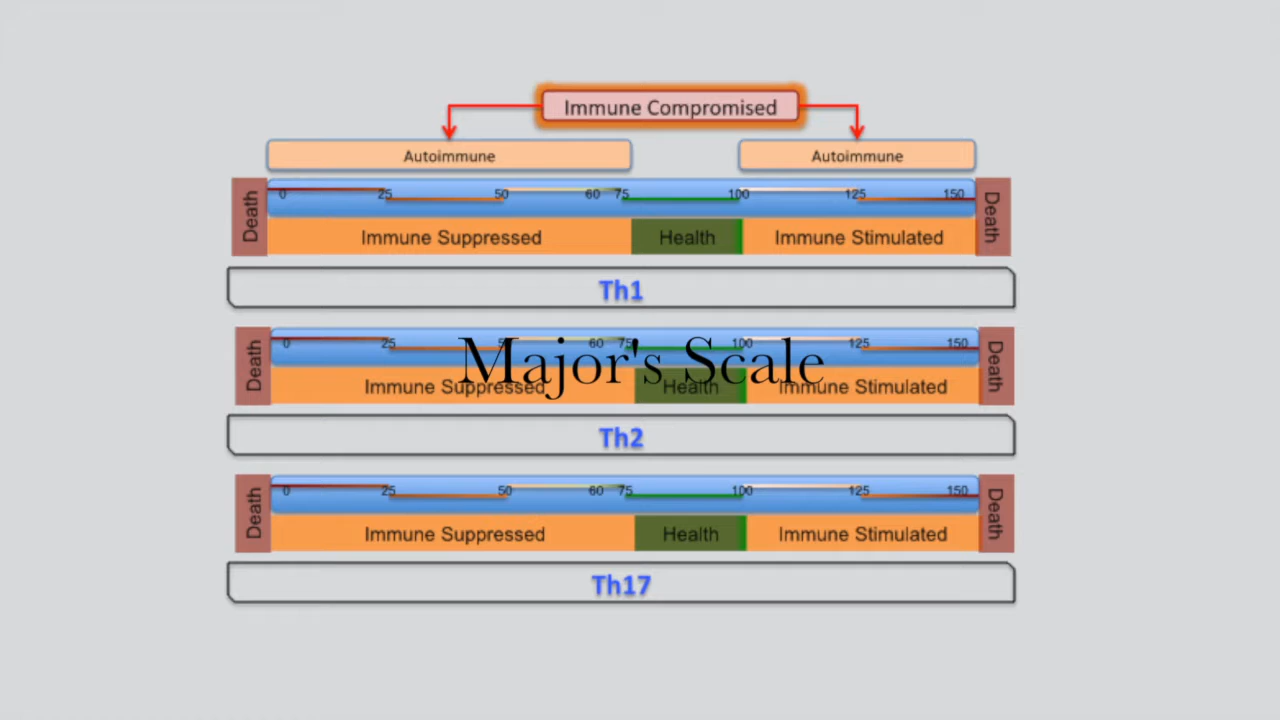 Immune Compromised
Autoimmune Autoimmune
Death 0 25 50 60 75 100 125 150 Death
Immune Suppressed Health Immune Stimulated
Th1
Death 0 25 50 60 75 100 125 150 Death
Major's Scale
Immune Suppressed Health Immune Stimulated
Th2
Death 0 25 50 60 75 100 125 150 Death
Immune Suppressed Health Immune Stimulated
Th17